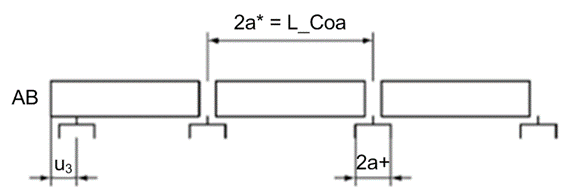 2a* = L_Coa
AB
u₃
2a+